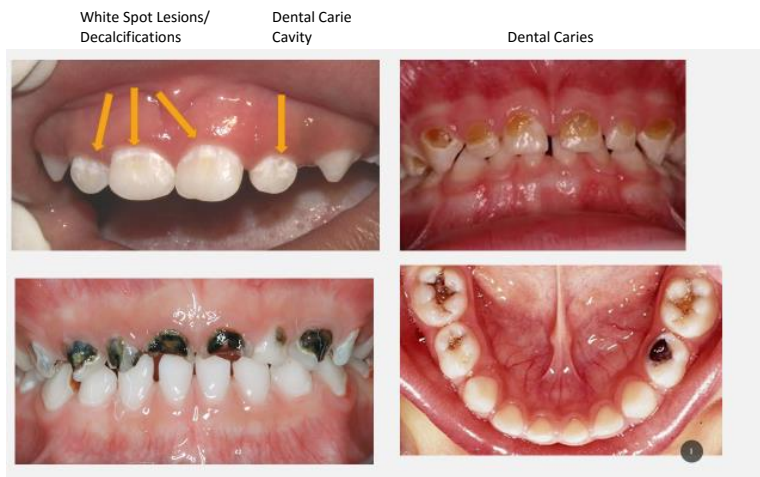 White Spot Lesions/
Decalcifications
Dental Carie
Cavity
Dental Caries